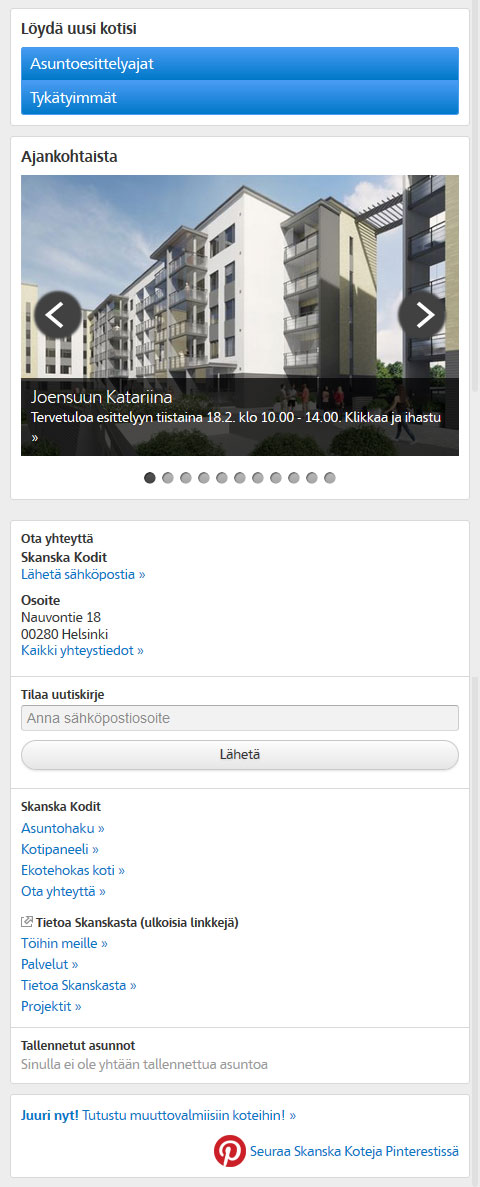 Löydä uusi kotisi
Asuntoesittelyajat
Tykätyimmät
Ajankohtaista
Joensuun Katariina
Tervetuloa esittelyyn tiistaina 18.2. klo 10.00 - 14.00. Klikkaa ja ihastu
»
Ota yhteyttä
Skanska Kodit
Lähetä sähköpostia »
Osoite
Nauvontie 18
00280 Helsinki
Kaikki yhteystiedot »
Tilaa uutiskirje
Anna sähköpostiosoite
Lähetä
Skanska Kodit
Asuntohaku »
Kotipaneeli »
Ekotehokas koti »
Ota yhteyttä »
Tietoa Skanskasta (ulkoisia linkkejä)
Töihin meille »
Palvelut »
Tietoa Skanskasta »
Projektit »
Tallennetut asunnot
Sinulla ei ole yhtään tallennettua asuntoa
Juuri nyt! Tutustu muuttovalmiisiin koteihin! »
Seuraa Skanska Koteja Pinterestissä